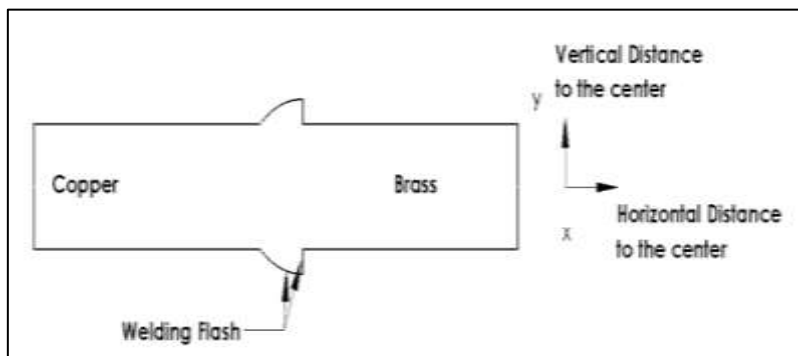 Vertical Distance
to the center
y
Copper
Brass
Horizontal Distance
to the center
x
Welding Flash